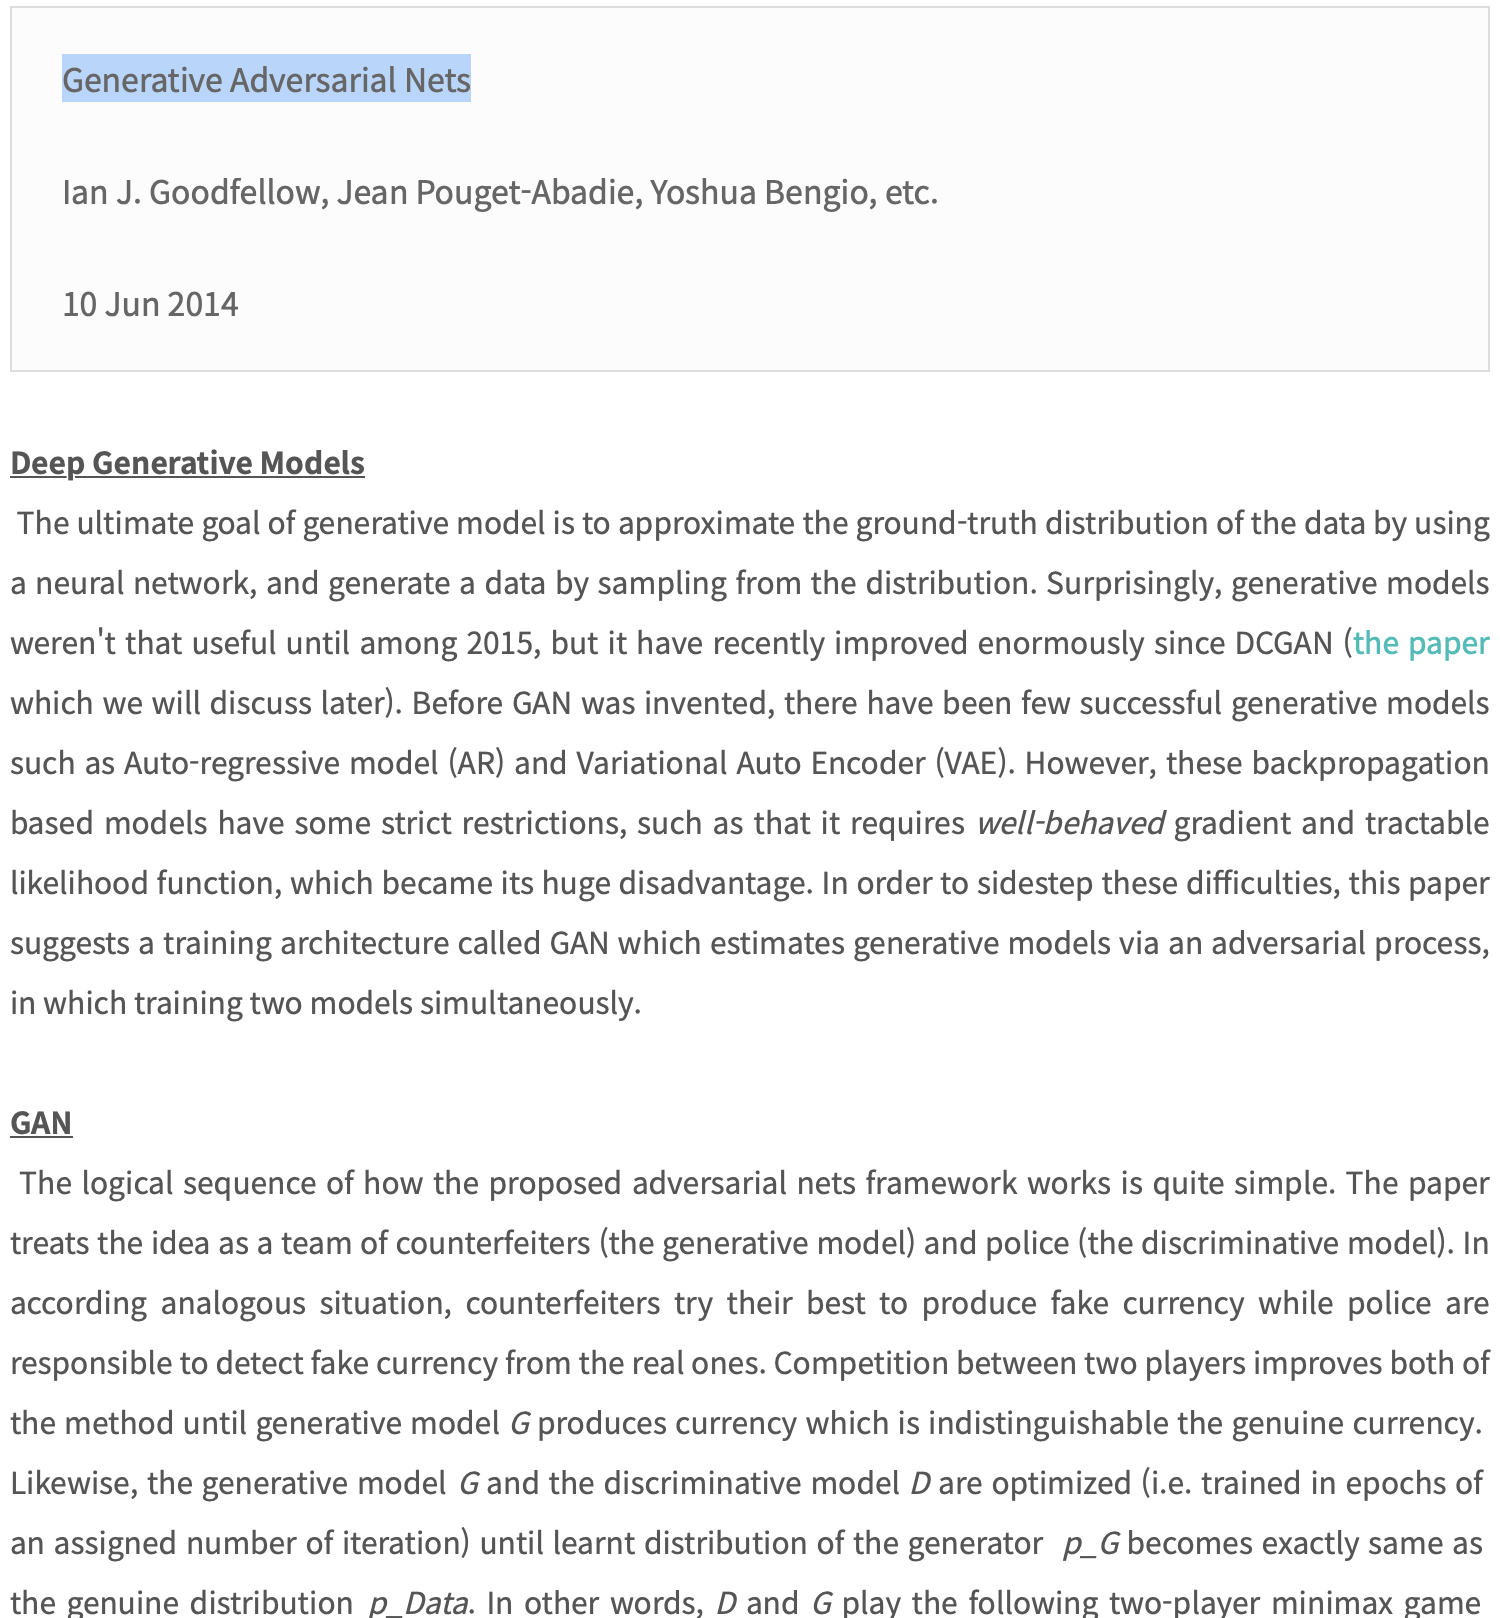 Generative Adversarial Nets
Ian J. Goodfellow, Jean Pouget-Abadie, Yoshua Bengio, etc.
10 Jun 2014
Deep Generative Models
The ultimate goal of generative model is to approximate the ground-truth distribution of the data by using
a neural network, and generate a data by sampling from the distribution. Surprisingly, generative models
weren't that useful until among 2015, but it have recently improved enormously since DCGAN (the paper
which we will discuss later). Before GAN was invented, there have been few successful generative models
such as Auto-regressive model (AR) and Variational Auto Encoder (VAE). However, these backpropagation
based models have some strict restrictions, such as that it requires well-behaved gradient and tractable
likelihood function, which became its huge disadvantage. In order to sidestep these difficulties, this paper
suggests a training architecture called GAN which estimates generative models via an adversarial process,
in which training two models simultaneously.
GAN
The logical sequence of how the proposed adversarial nets framework works is quite simple. The paper
treats the idea as a team of counterfeiters (the generative model) and police (the discriminative model). In
according analogous situation, counterfeiters try their best to produce fake currency while police are
responsible to detect fake currency from the real ones. Competition between two players improves both of
the method until generative model G produces currency which is indistinguishable the genuine currency.
Likewise, the generative model G and the discriminative model D are optimized (i.e. trained in epochs of
an assigned number of iteration) until learnt distribution of the generator p_G becomes exactly same as
the genuine distribution p_Data. In other words, D and G play the following two-player minimax game